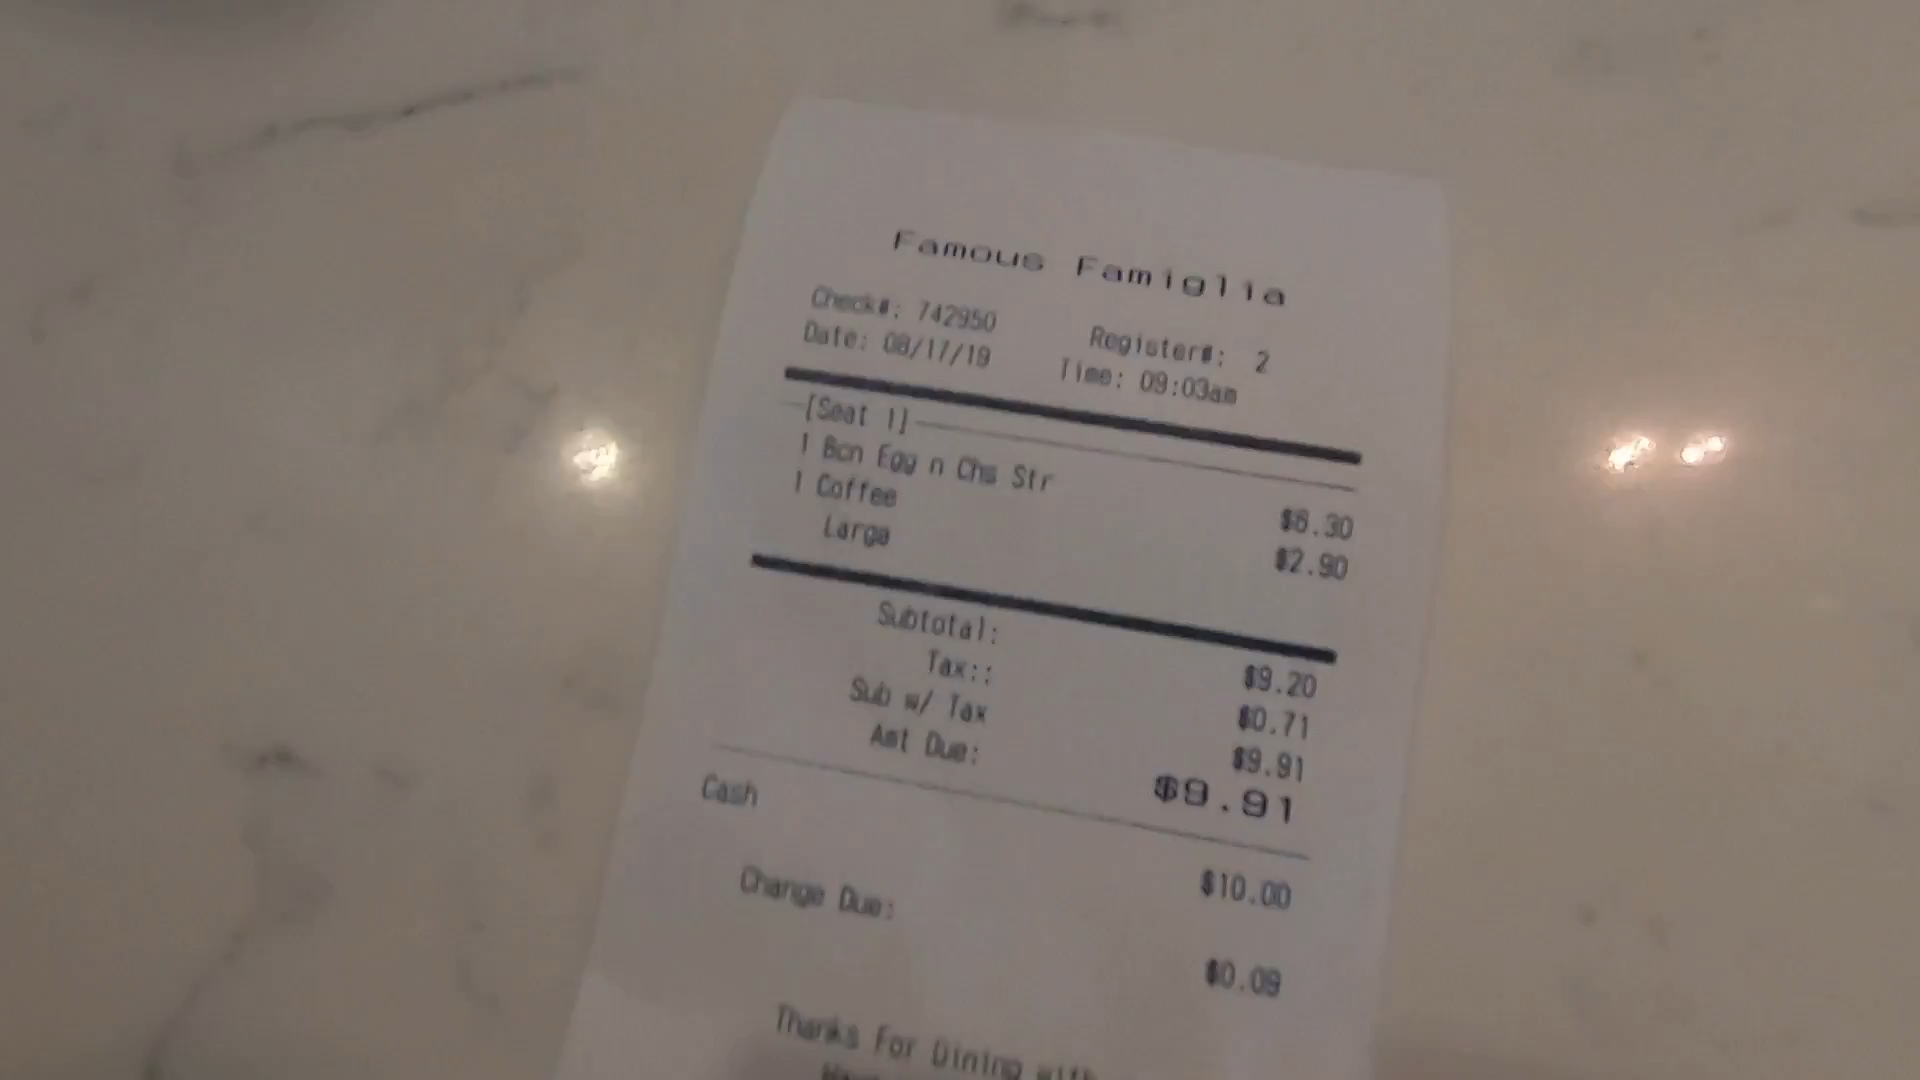 Famous Famiglia
Check#: 742950 Register#: 2
Date: 08/17/19 Time: 09:03am
[Seat 1]
1 Bcn Egg n Chs Str $6.30
1 Coffee $2.90
Large
Subtotal: $9.20
Tax:: $0.71
Sub w/ Tax $9.91
Amt Due: $9.91
Cash $10.00
Change Due: $0.09
Thanks For Dining with